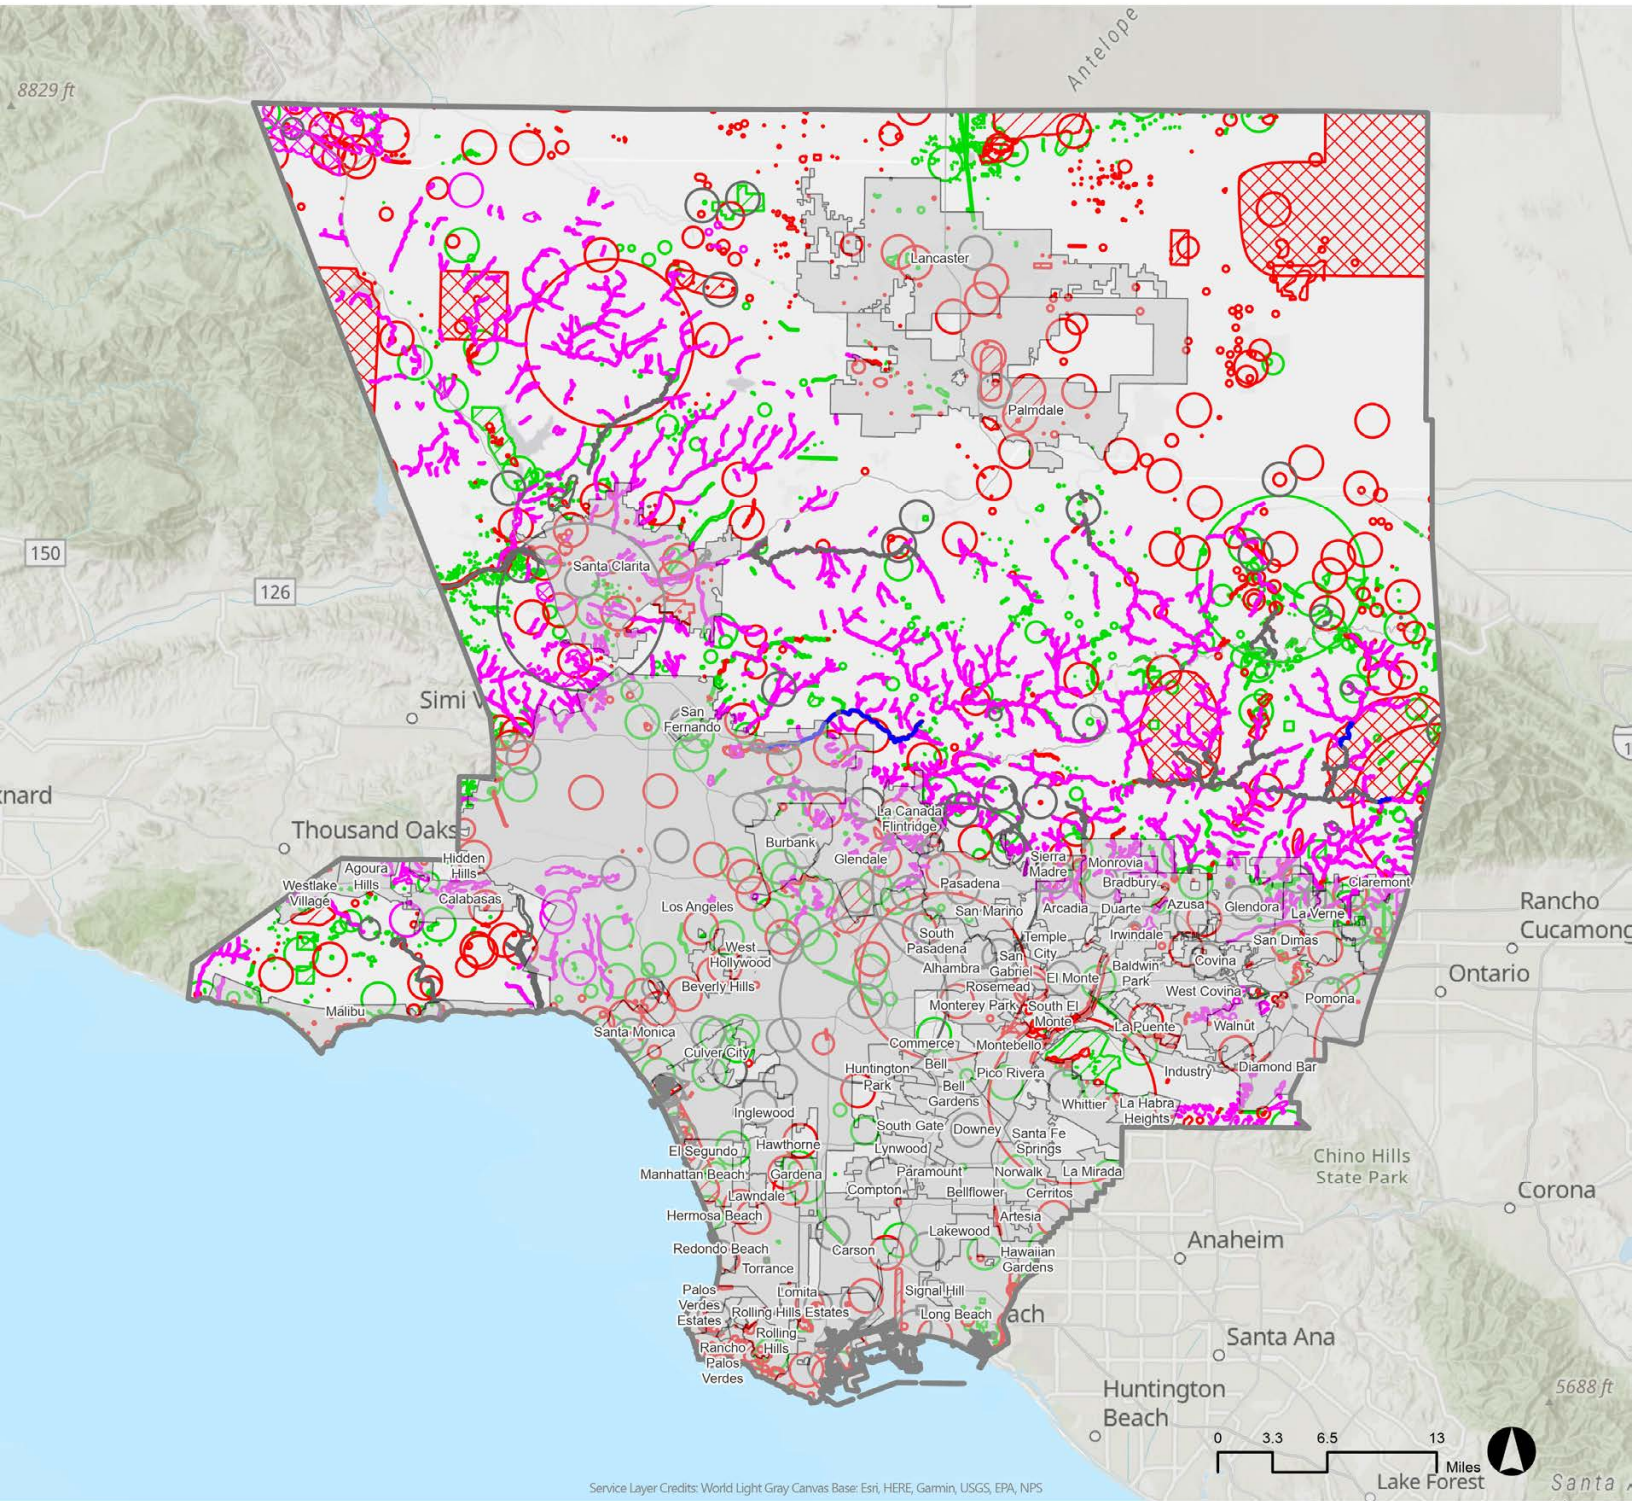 Antelope
8829 ft
Lancaster
Palmdale
150
126
Santa Clarita
Simi V
San
Fernando
nard
Thousand Oaks
La Canada
Flintridge
Burbank
Glendale
Hidden
Hills
Agoura
Hills
Westlake
Village
Calabasas
Sierra
Madre
Monrovia
Bradbury
Pasadena
Claremont
Rancho
Cucamong
Los Angeles
San Marino
Arcadia
Duarte
Azusa
Glendora
La Verne
West
Hollywood
South
Pasadena
Temple
City
Irwindale
San Dimas
Beverly Hills
Alhambra
San
Gabriel
Rosemead
El Monte
Baldwin
Park
Covina
Ontario
Malibu
Monterey Park
South El
Monte
West Covina
Pomona
Santa Monica
La Puente
Walnut
Culver City
Commerce
Montebello
Huntington
Park
Bell
Pico Rivera
Industry
Diamond Bar
Bell
Gardens
Whittier
La Habra
Heights
Inglewood
South Gate
Downey
Santa Fe
Springs
El Segundo
Hawthorne
Lynwood
Chino Hills
State Park
Manhattan Beach
Gardena
Paramount
Norwalk
La Mirada
Lawndale
Compton
Bellflower
Cerritos
Corona
Hermosa Beach
Artesia
Redondo Beach
Carson
Lakewood
Hawaiian
Gardens
Anaheim
Torrance
Palos
Verdes
Estates
Lomita
Signal Hill
Rolling Hills Estates
Long Beach
ach
Rolling
Hills
Rancho
Palos
Verdes
Santa Ana
Huntington
Beach
5688 ft
0 3.3 6.5 13
Miles
Lake Forest
Santa
Service Layer Credits: World Light Gray Canvas Base: Esri, HERE, Garmin, USGS, EPA, NPS